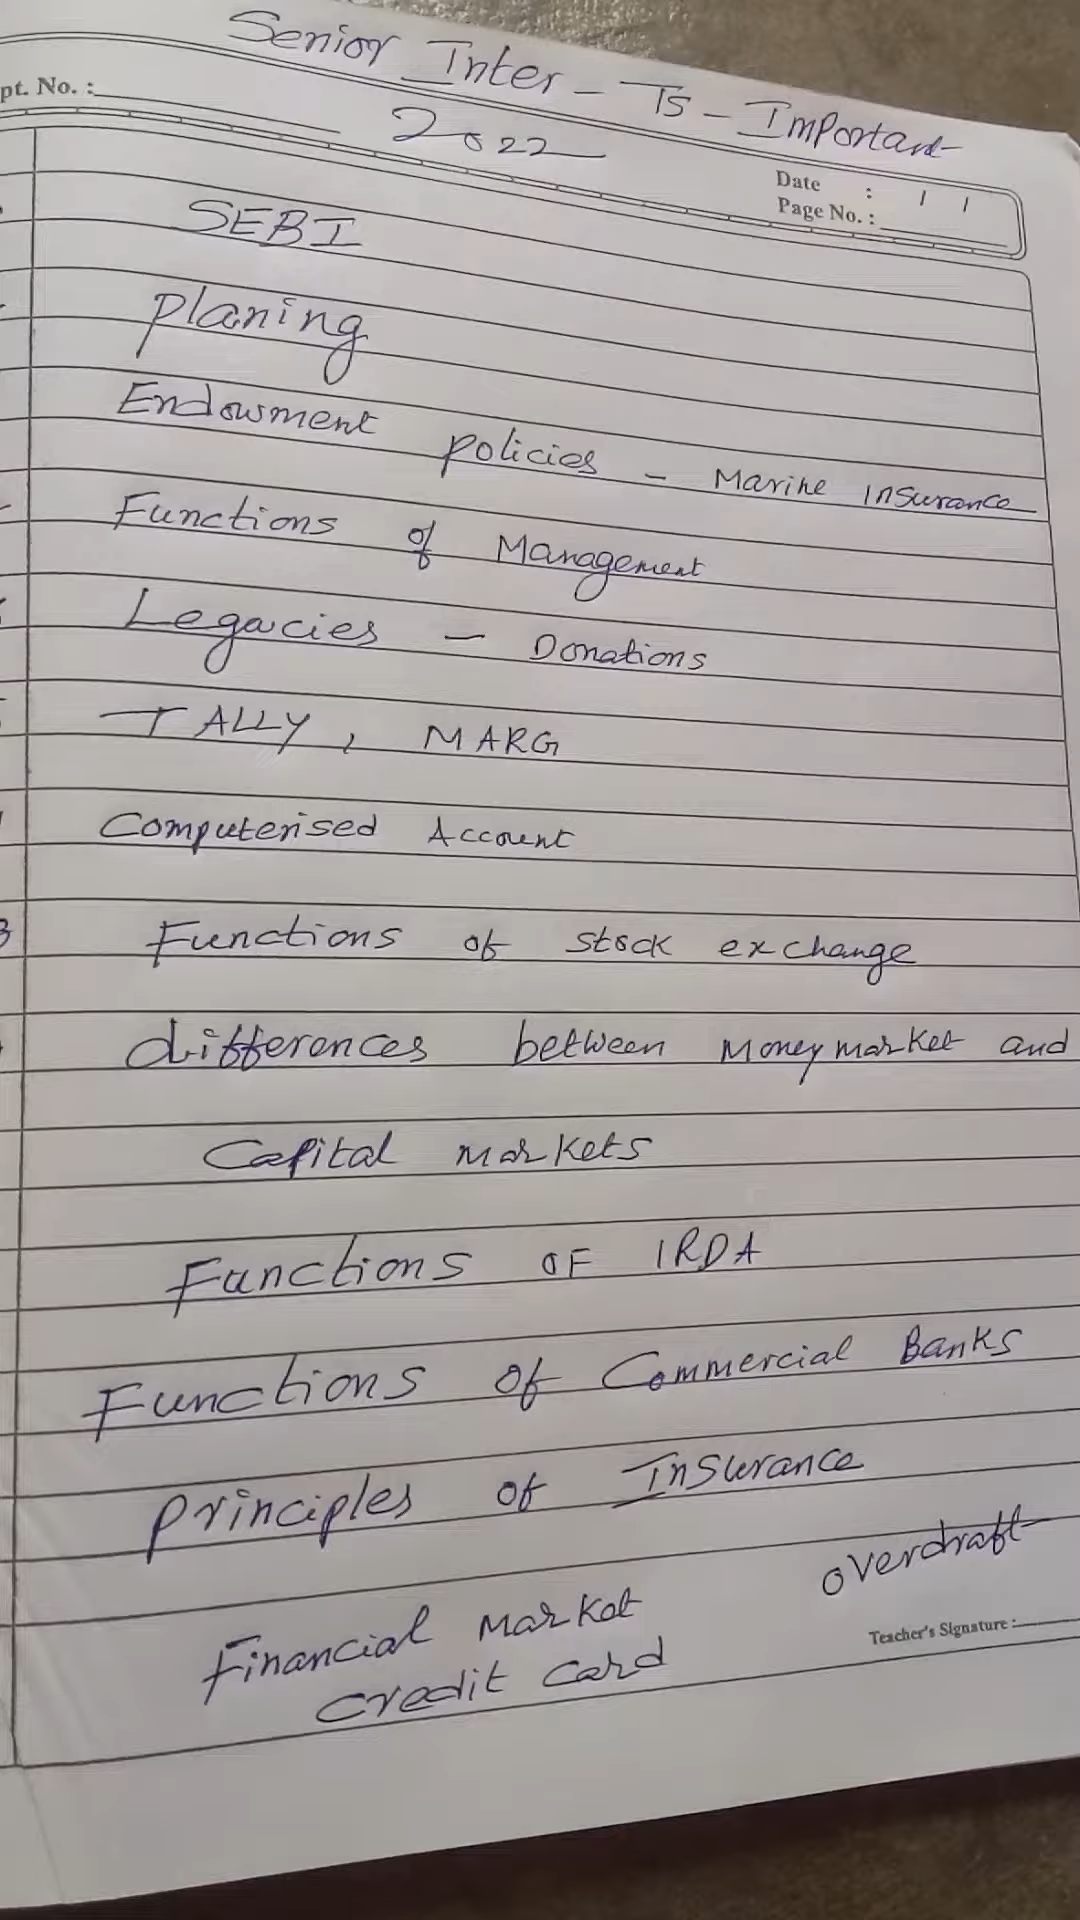 Senior Inter - TS - Important
2022
pt. No. :
Date : / /
Page No. :
SEBI
planing
Endowment policies - Marine Insurance
Functions of Management
Legacies - Donations
TALLY, MARG
Computerised Account
Functions of stock exchange
differences between Money market and
Capital markets
Functions OF IRDA
Functions of Commercial Banks
principles of Insurance
overdraft
Financial market
credit card
Teacher's Signature :